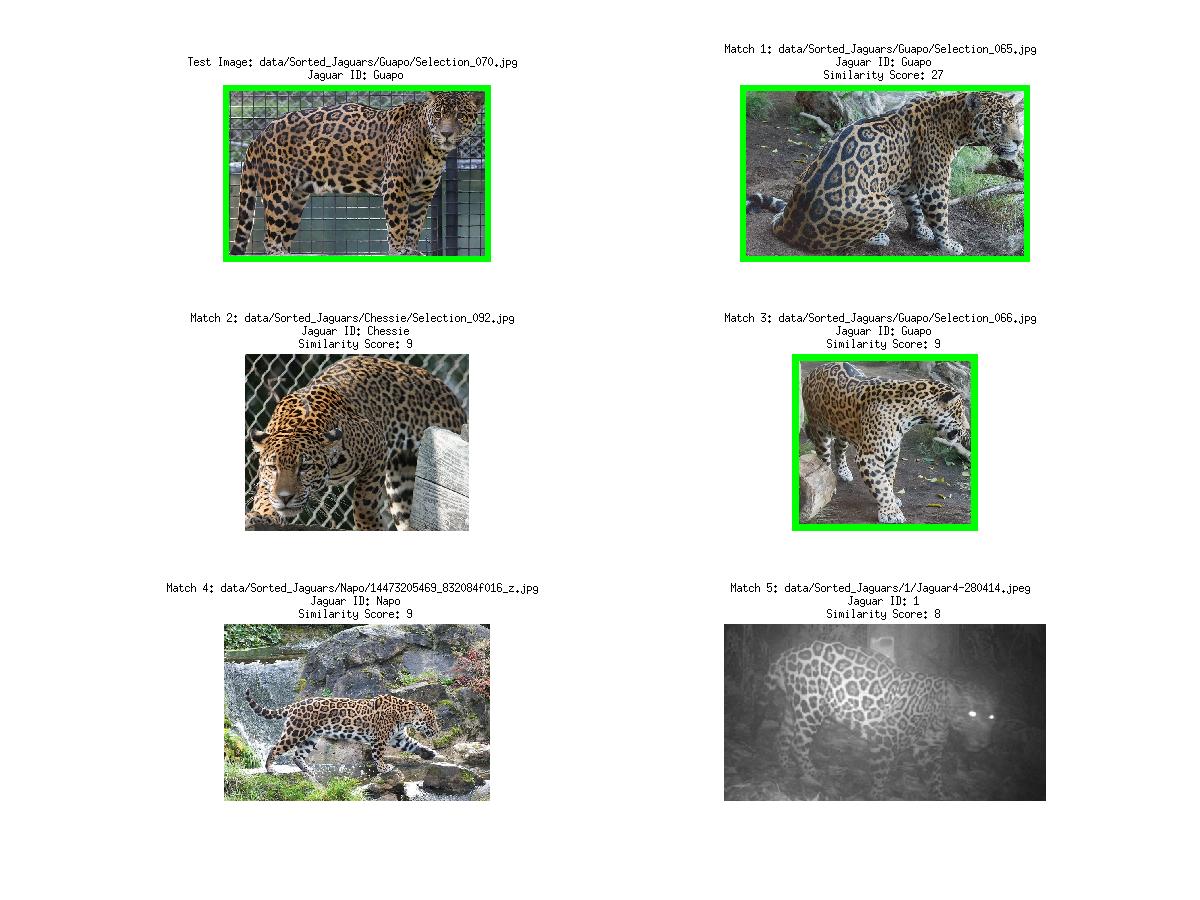 Test Image: data/Sorted_Jaguars/Guapo/Selection_070.jpg
Jaguar ID: Guapo
Match 1: data/Sorted_Jaguars/Guapo/Selection_065.jpg
Jaguar ID: Guapo
Similarity Score: 27
Match 2: data/Sorted_Jaguars/Chessie/Selection_092.jpg
Jaguar ID: Chessie
Similarity Score: 9
Match 3: data/Sorted_Jaguars/Guapo/Selection_066.jpg
Jaguar ID: Guapo
Similarity Score: 9
Match 4: data/Sorted_Jaguars/Napo/14473205469_832084f016_z.jpg
Jaguar ID: Napo
Similarity Score: 9
Match 5: data/Sorted_Jaguars/1/Jaguar4-280414.jpeg
Jaguar ID: 1
Similarity Score: 8